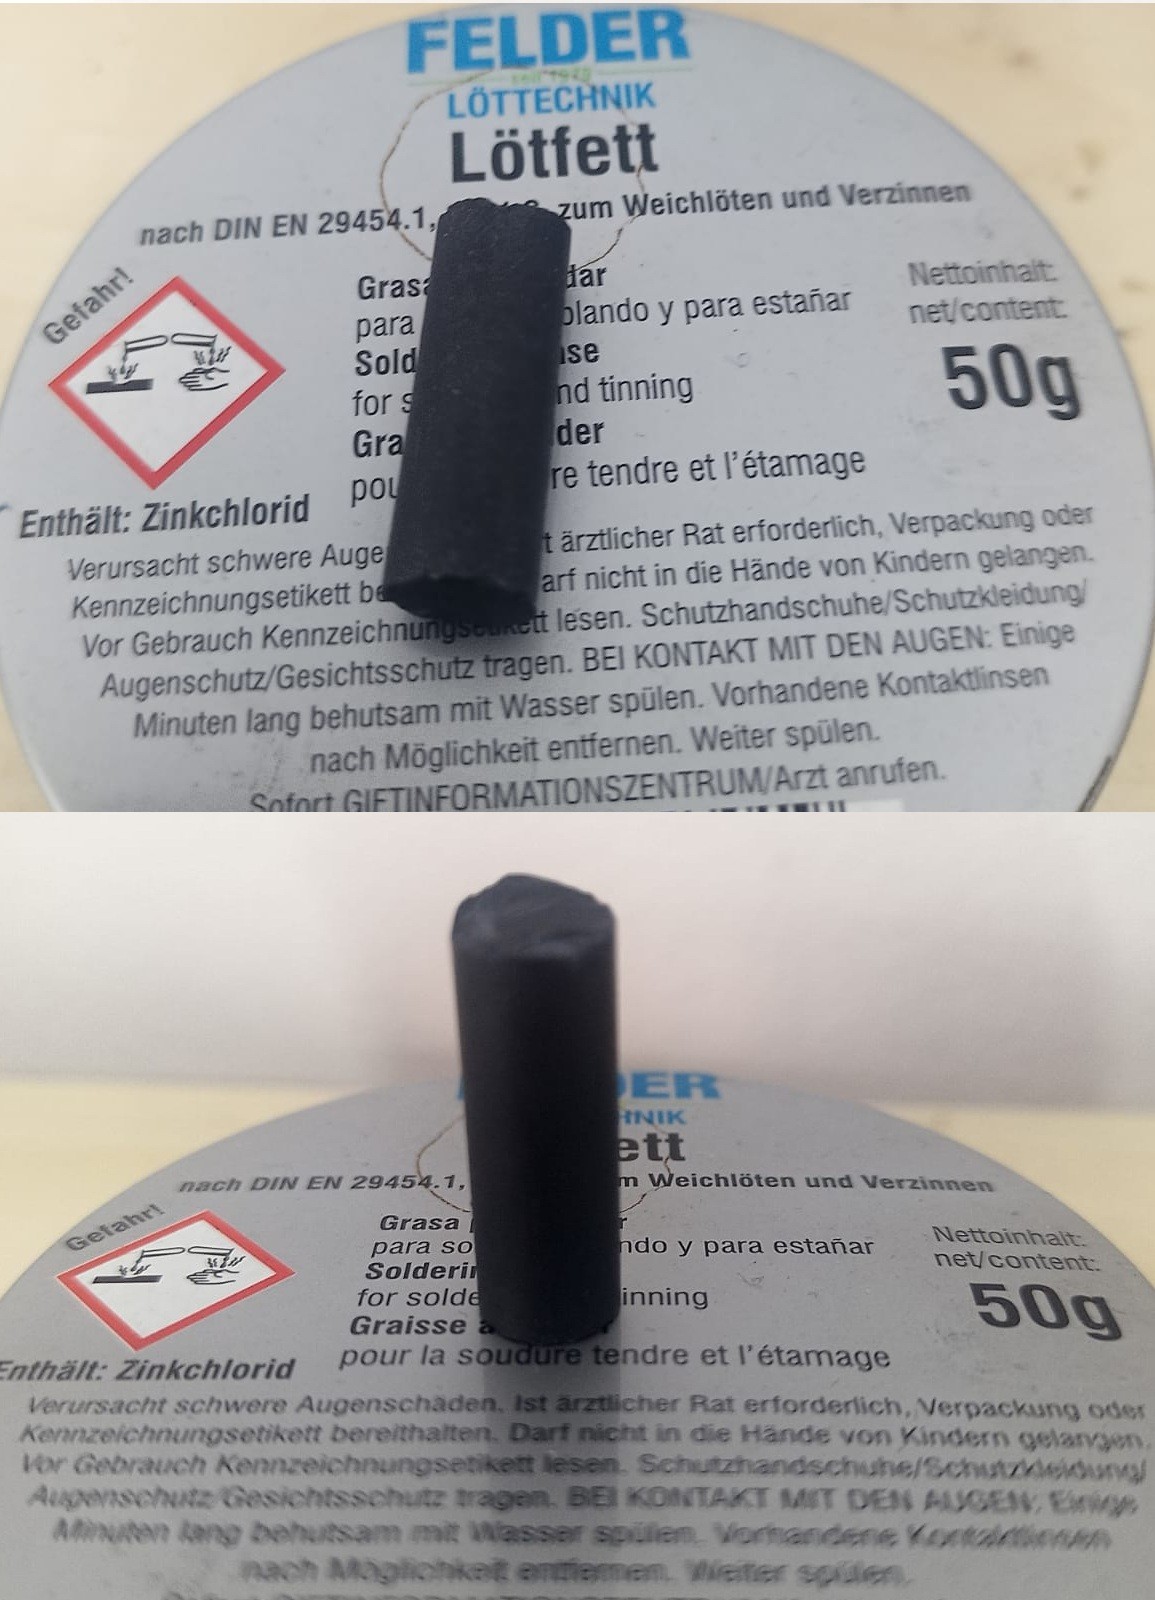 FELDER
seit 1979
LÖTTECHNIK
Lötfett
nach DIN EN 29454.1, zum Weichlöten und Verzinnen
Gefahr!
Grasa dar
para blando y para estañar
Sold
for s nd tinning
Gra der
pou re tendre et l'étamage
Nettoinhalt:
net/content:
50g
Enthält: Zinkchlorid
Verursacht schwere Auge t ärztlicher Rat erforderlich, Verpackung oder
Kennzeichnungsetikett be arf nicht in die Hände von Kindern gelangen.
Vor Gebrauch Kennzeichnungsetikett lesen. Schutzhandschuhe/Schutzkleidung/
Augenschutz/Gesichtsschutz tragen. BEI KONTAKT MIT DEN AUGEN: Einige
Minuten lang behutsam mit Wasser spülen. Vorhandene Kontaktlinsen
nach Möglichkeit entfernen. Weiter spülen.
Sofort GIFTINFORMATIONSZENTRUM/Arzt anrufen.
DER
HNIK
ett
nach DIN EN 29454.1, m Weichlöten und Verzinnen
Gefahr!
Grasa r
para so ndo y para estañar
Solderin
for solde inning
Graisse a r
pour la soudure tendre et l'étamage
Nettoinhalt:
net/content:
50g
Enthält: Zinkchlorid
Verursacht schwere Augenschäden. Ist ärztlicher Rat erforderlich, Verpackung oder
Kennzeichnungsetikett bereithalten. Darf nicht in die Hände von Kindern gelangen.
Vor Gebrauch Kennzeichnungsetikett lesen. Schutzhandschuhe/Schutzkleidung/
Augenschutz/Gesichtsschutz tragen. BEI KONTAKT MIT DEN AUGEN: Einige
Minuten lang behutsam mit Wasser spülen. Vorhandene Kontaktlinsen
nach Möglichkeit entfernen. Weiter spülen.